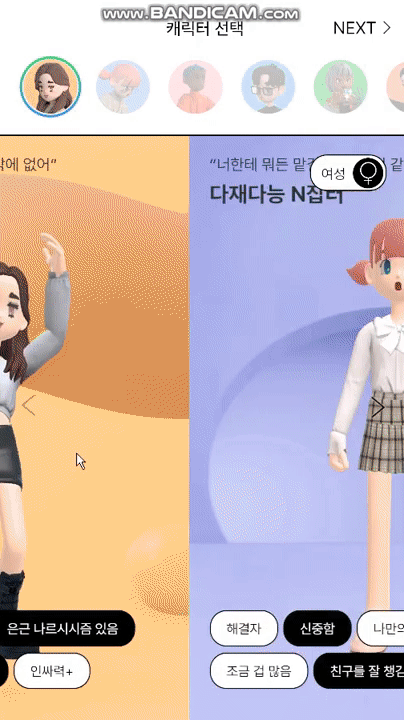 www.BANDICAM.com
캐릭터 선택
NEXT
에 없어"
"너한테 뭐든 맡
여성
다재다능 N잡러
은근 나르시시즘 있음
인싸력+
해결자
신중함
나만의
조금 겁 많음
친구를 잘 챙김